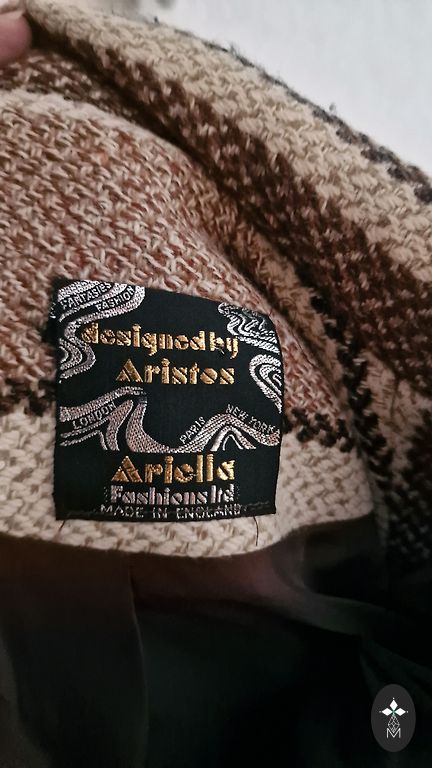 FANTASIES
FASHION
designed by
Aristos
LONDON
PARIS
NEW YORK
Ariella
Fashions ltd
MADE IN ENGLAND
M